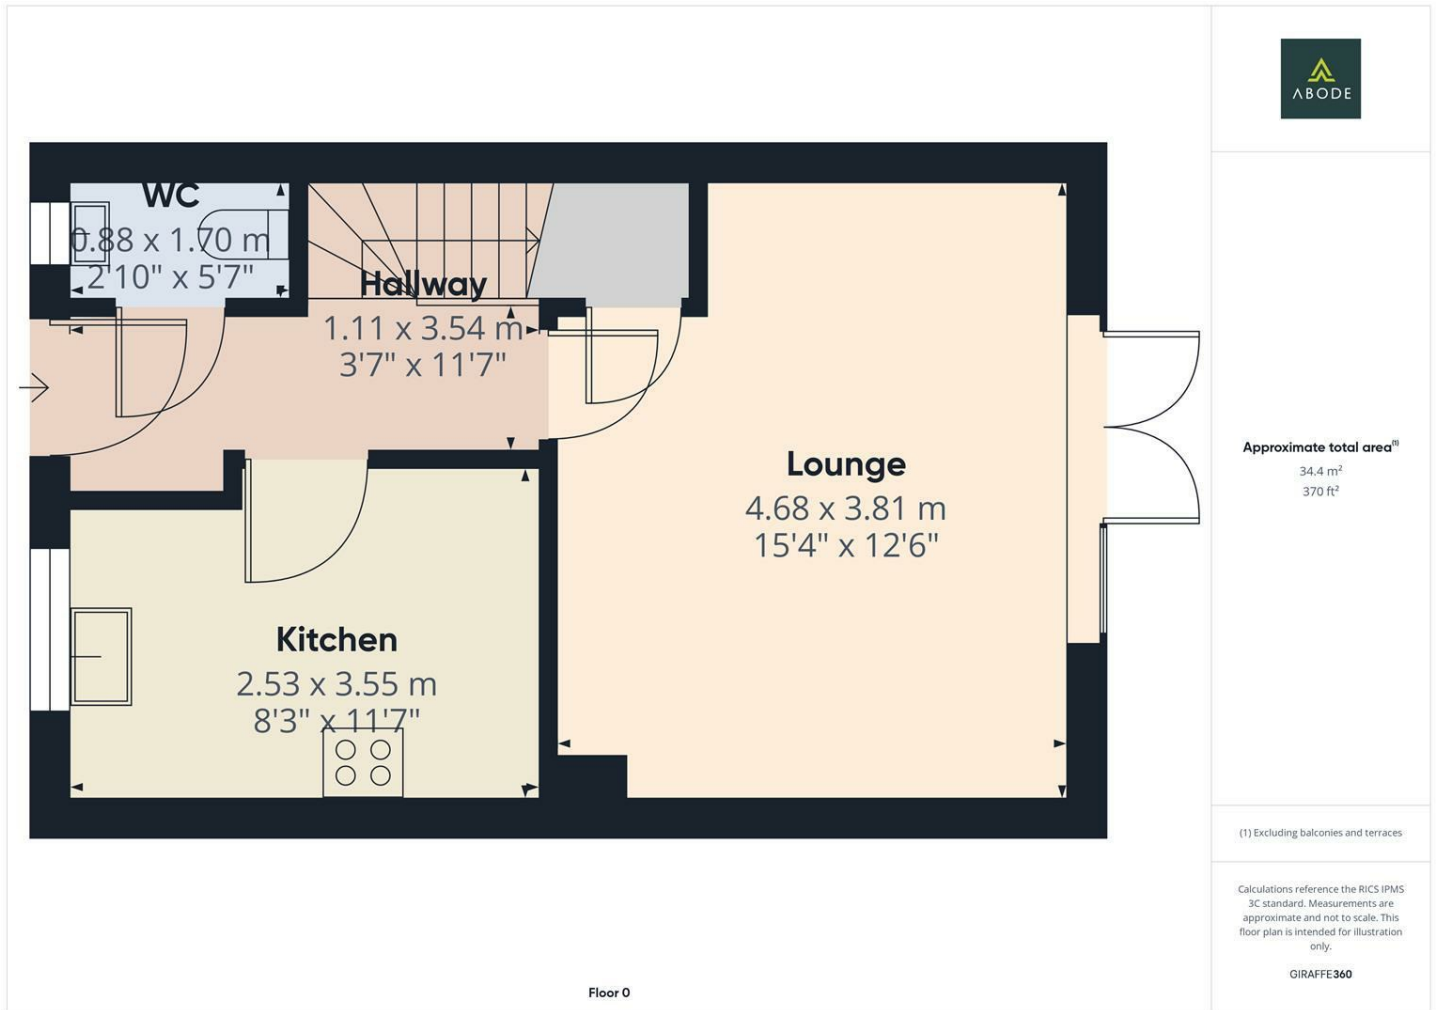 WC
0.88 x 1.70 m
2'10" x 5'7"
Hallway
1.11 x 3.54 m
3'7" x 11'7"
Lounge
4.68 x 3.81 m
15'4" x 12'6"
Kitchen
2.53 x 3.55 m
8'3" x 11'7"
Floor 0
ABODE
Approximate total area(1)
34.4 m²
370 ft²
(1) Excluding balconies and terraces
Calculations reference the RICS IPMS
3C standard. Measurements are
approximate and not to scale. This
floor plan is intended for illustration
only.
GIRAFFE360